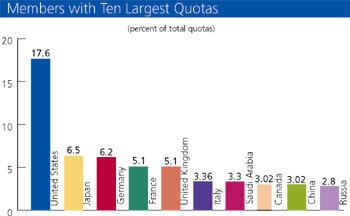 Members with Ten Largest Quotas
(percent of total quotas)
20
15
10
5
0
17.6
6.5
6.2
5.1
5.1
3.36
3.3
3.02
3.02
2.8
United States
Japan
Germany
France
United Kingdom
Italy
Saudi Arabia
Canada
China
Russia